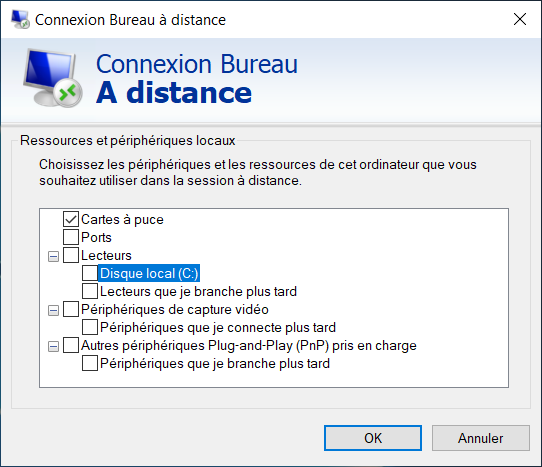 Connexion Bureau à distance
Connexion Bureau
A distance
Ressources et périphériques locaux
Choisissez les périphériques et les ressources de cet ordinateur que vous
souhaitez utiliser dans la session à distance.
Cartes à puce
Ports
Lecteurs
Disque local (C:)
Lecteurs que je branche plus tard
Périphériques de capture vidéo
Périphériques que je connecte plus tard
Autres périphériques Plug-and-Play (PnP) pris en charge
Périphériques que je branche plus tard
OK
Annuler